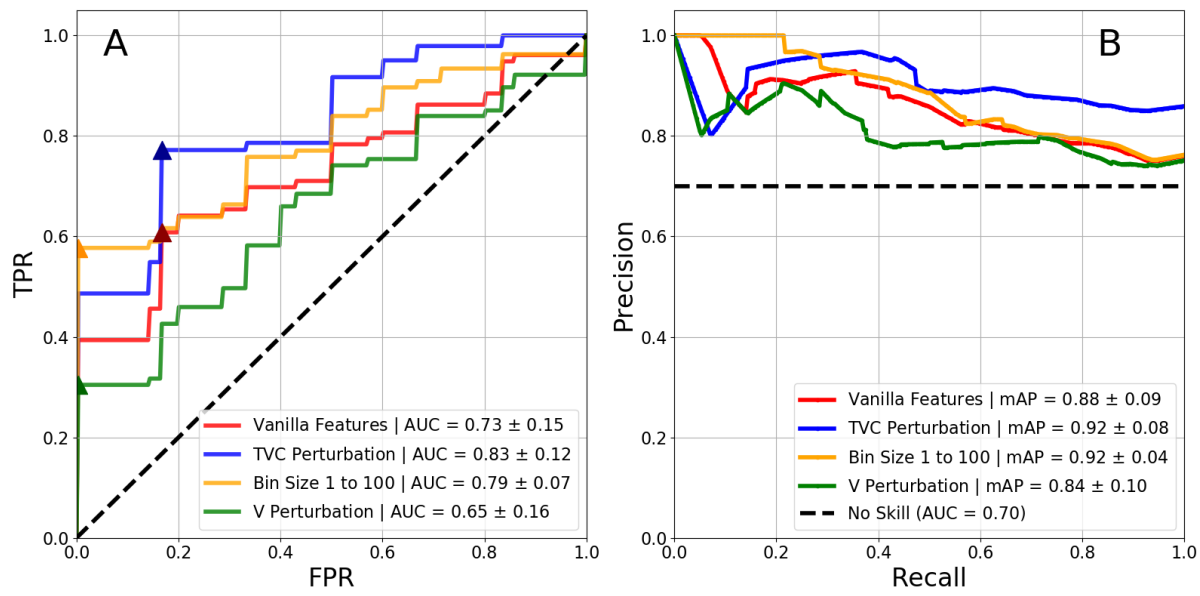 A
1.0
0.8
0.6
0.4
0.2
0.0
TPR
0.0 0.2 0.4 0.6 0.8 1.0
FPR
Vanilla Features | AUC = 0.73 ± 0.15
TVC Perturbation | AUC = 0.83 ± 0.12
Bin Size 1 to 100 | AUC = 0.79 ± 0.07
V Perturbation | AUC = 0.65 ± 0.16
B
1.0
0.8
0.6
0.4
0.2
0.0
Precision
0.0 0.2 0.4 0.6 0.8 1.0
Recall
Vanilla Features | mAP = 0.88 ± 0.09
TVC Perturbation | mAP = 0.92 ± 0.08
Bin Size 1 to 100 | mAP = 0.92 ± 0.04
V Perturbation | mAP = 0.84 ± 0.10
No Skill (AUC = 0.70)